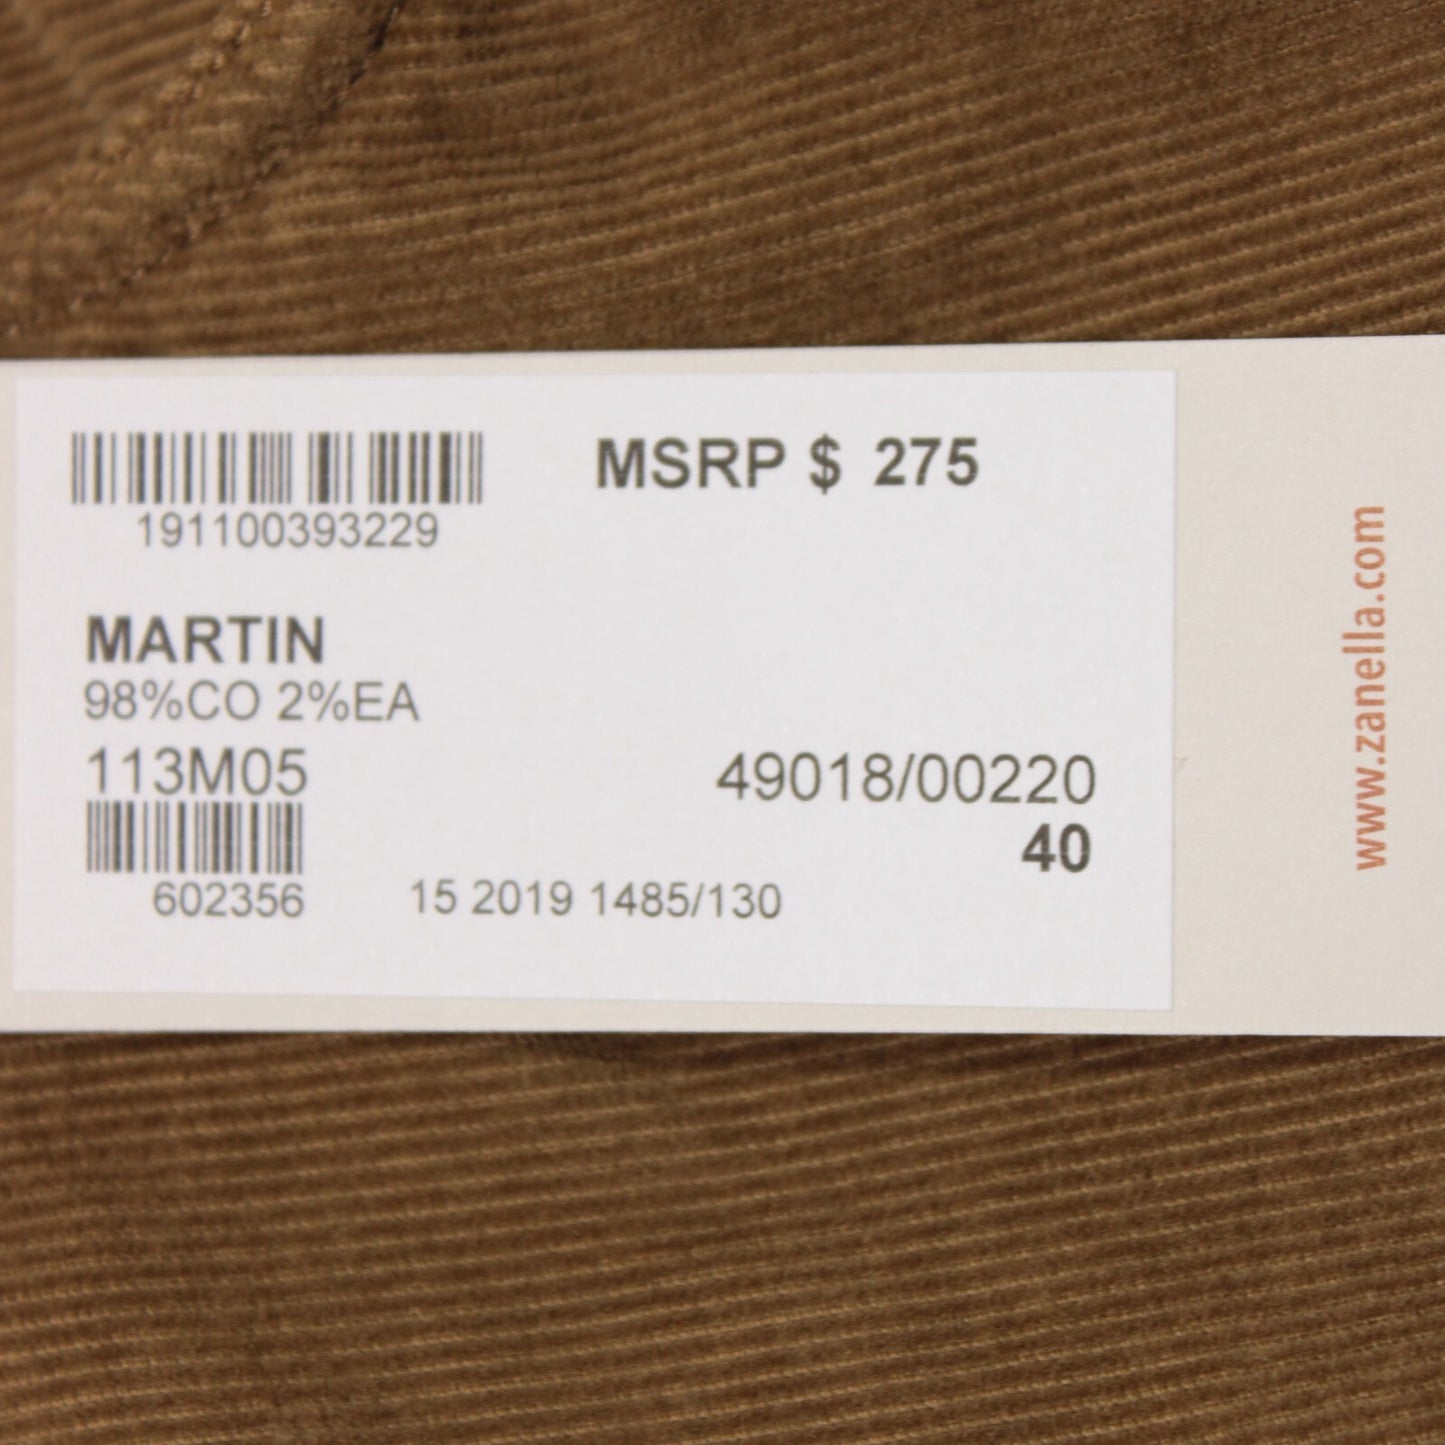 MSRP $ 275
191100393229
MARTIN
98%CO 2%EA
113M05
49018/00220
40
602356
15 2019 1485/130
www.zanella.com